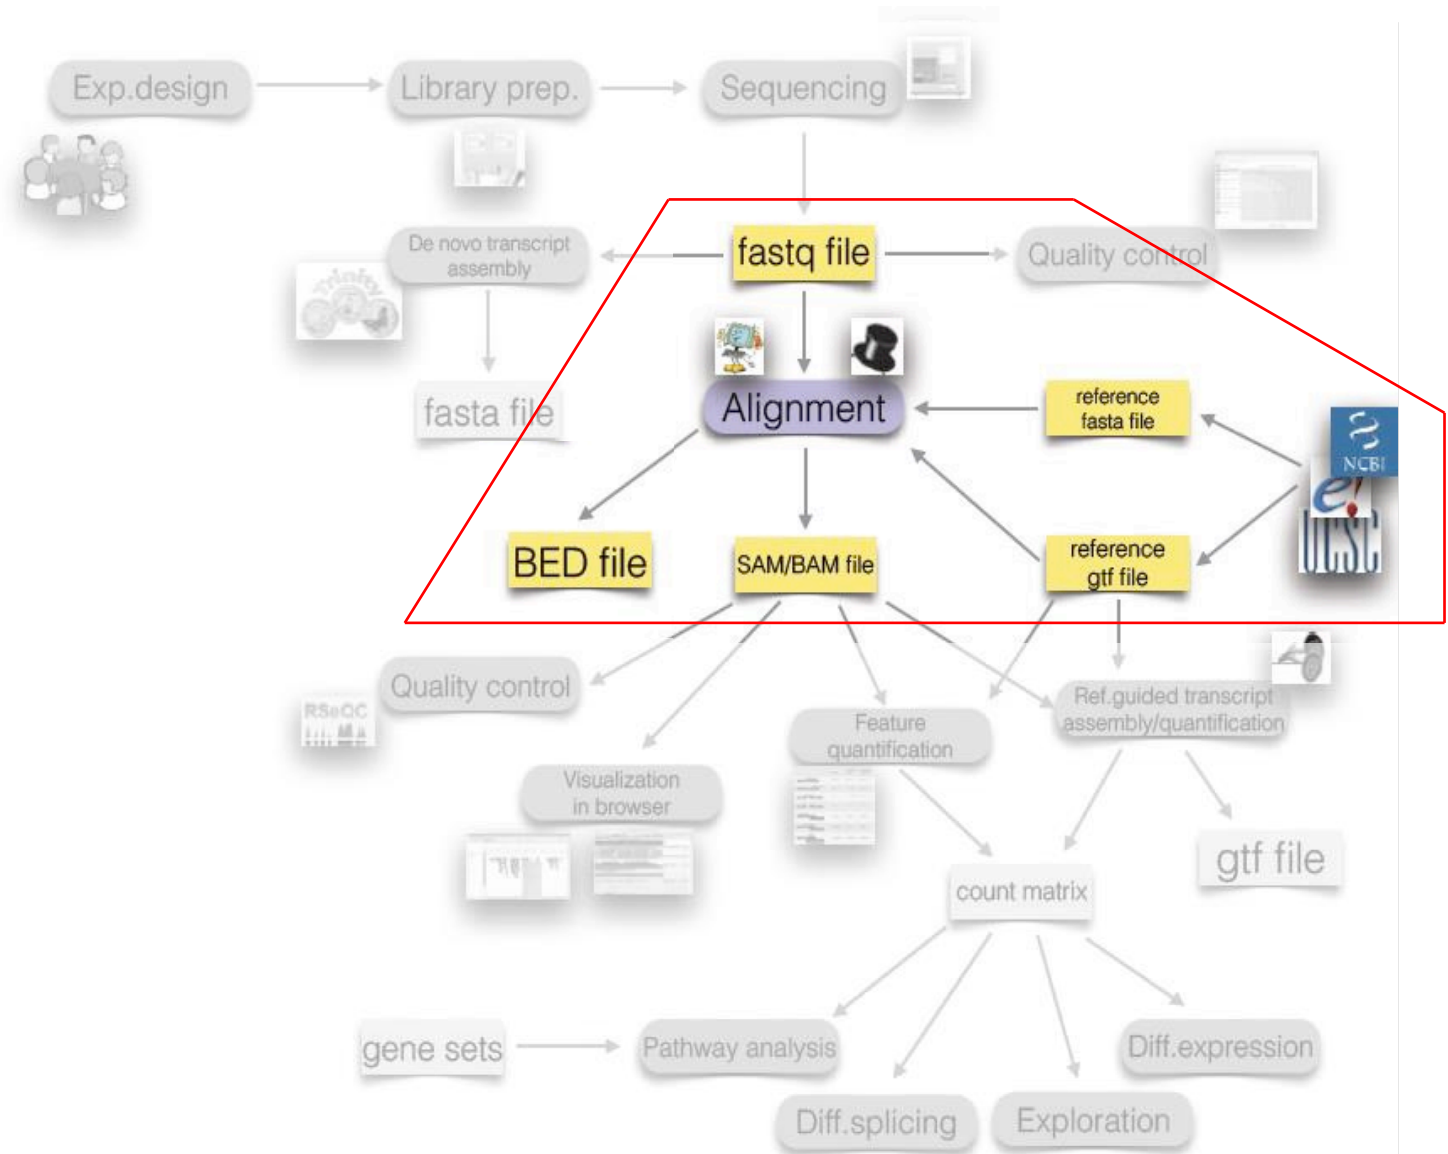 Exp.design
Library prep.
Sequencing
De novo transcript
assembly
fastq file
Quality control
Trinity
fasta file
Alignment
reference
fasta file
NCBI
e!
UCSC
BED file
SAM/BAM file
reference
gtf file
Quality control
RSeQC
Feature
quantification
Ref.guided transcript
assembly/quantification
Visualization
in browser
gtf file
count matrix
gene sets
Pathway analysis
Diff.expression
Diff.splicing
Exploration